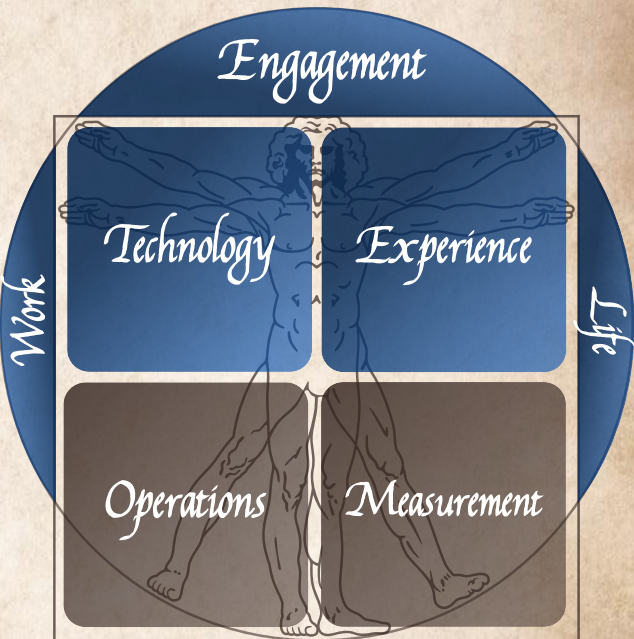 Engagement
Technology
Experience
Work
Life
Operations
Measurement